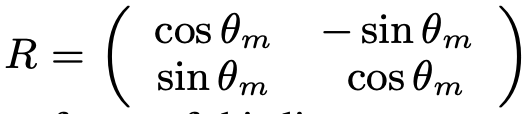 R = ( cos θ_m   − sin θ_m
sin θ_m   cos θ_m )